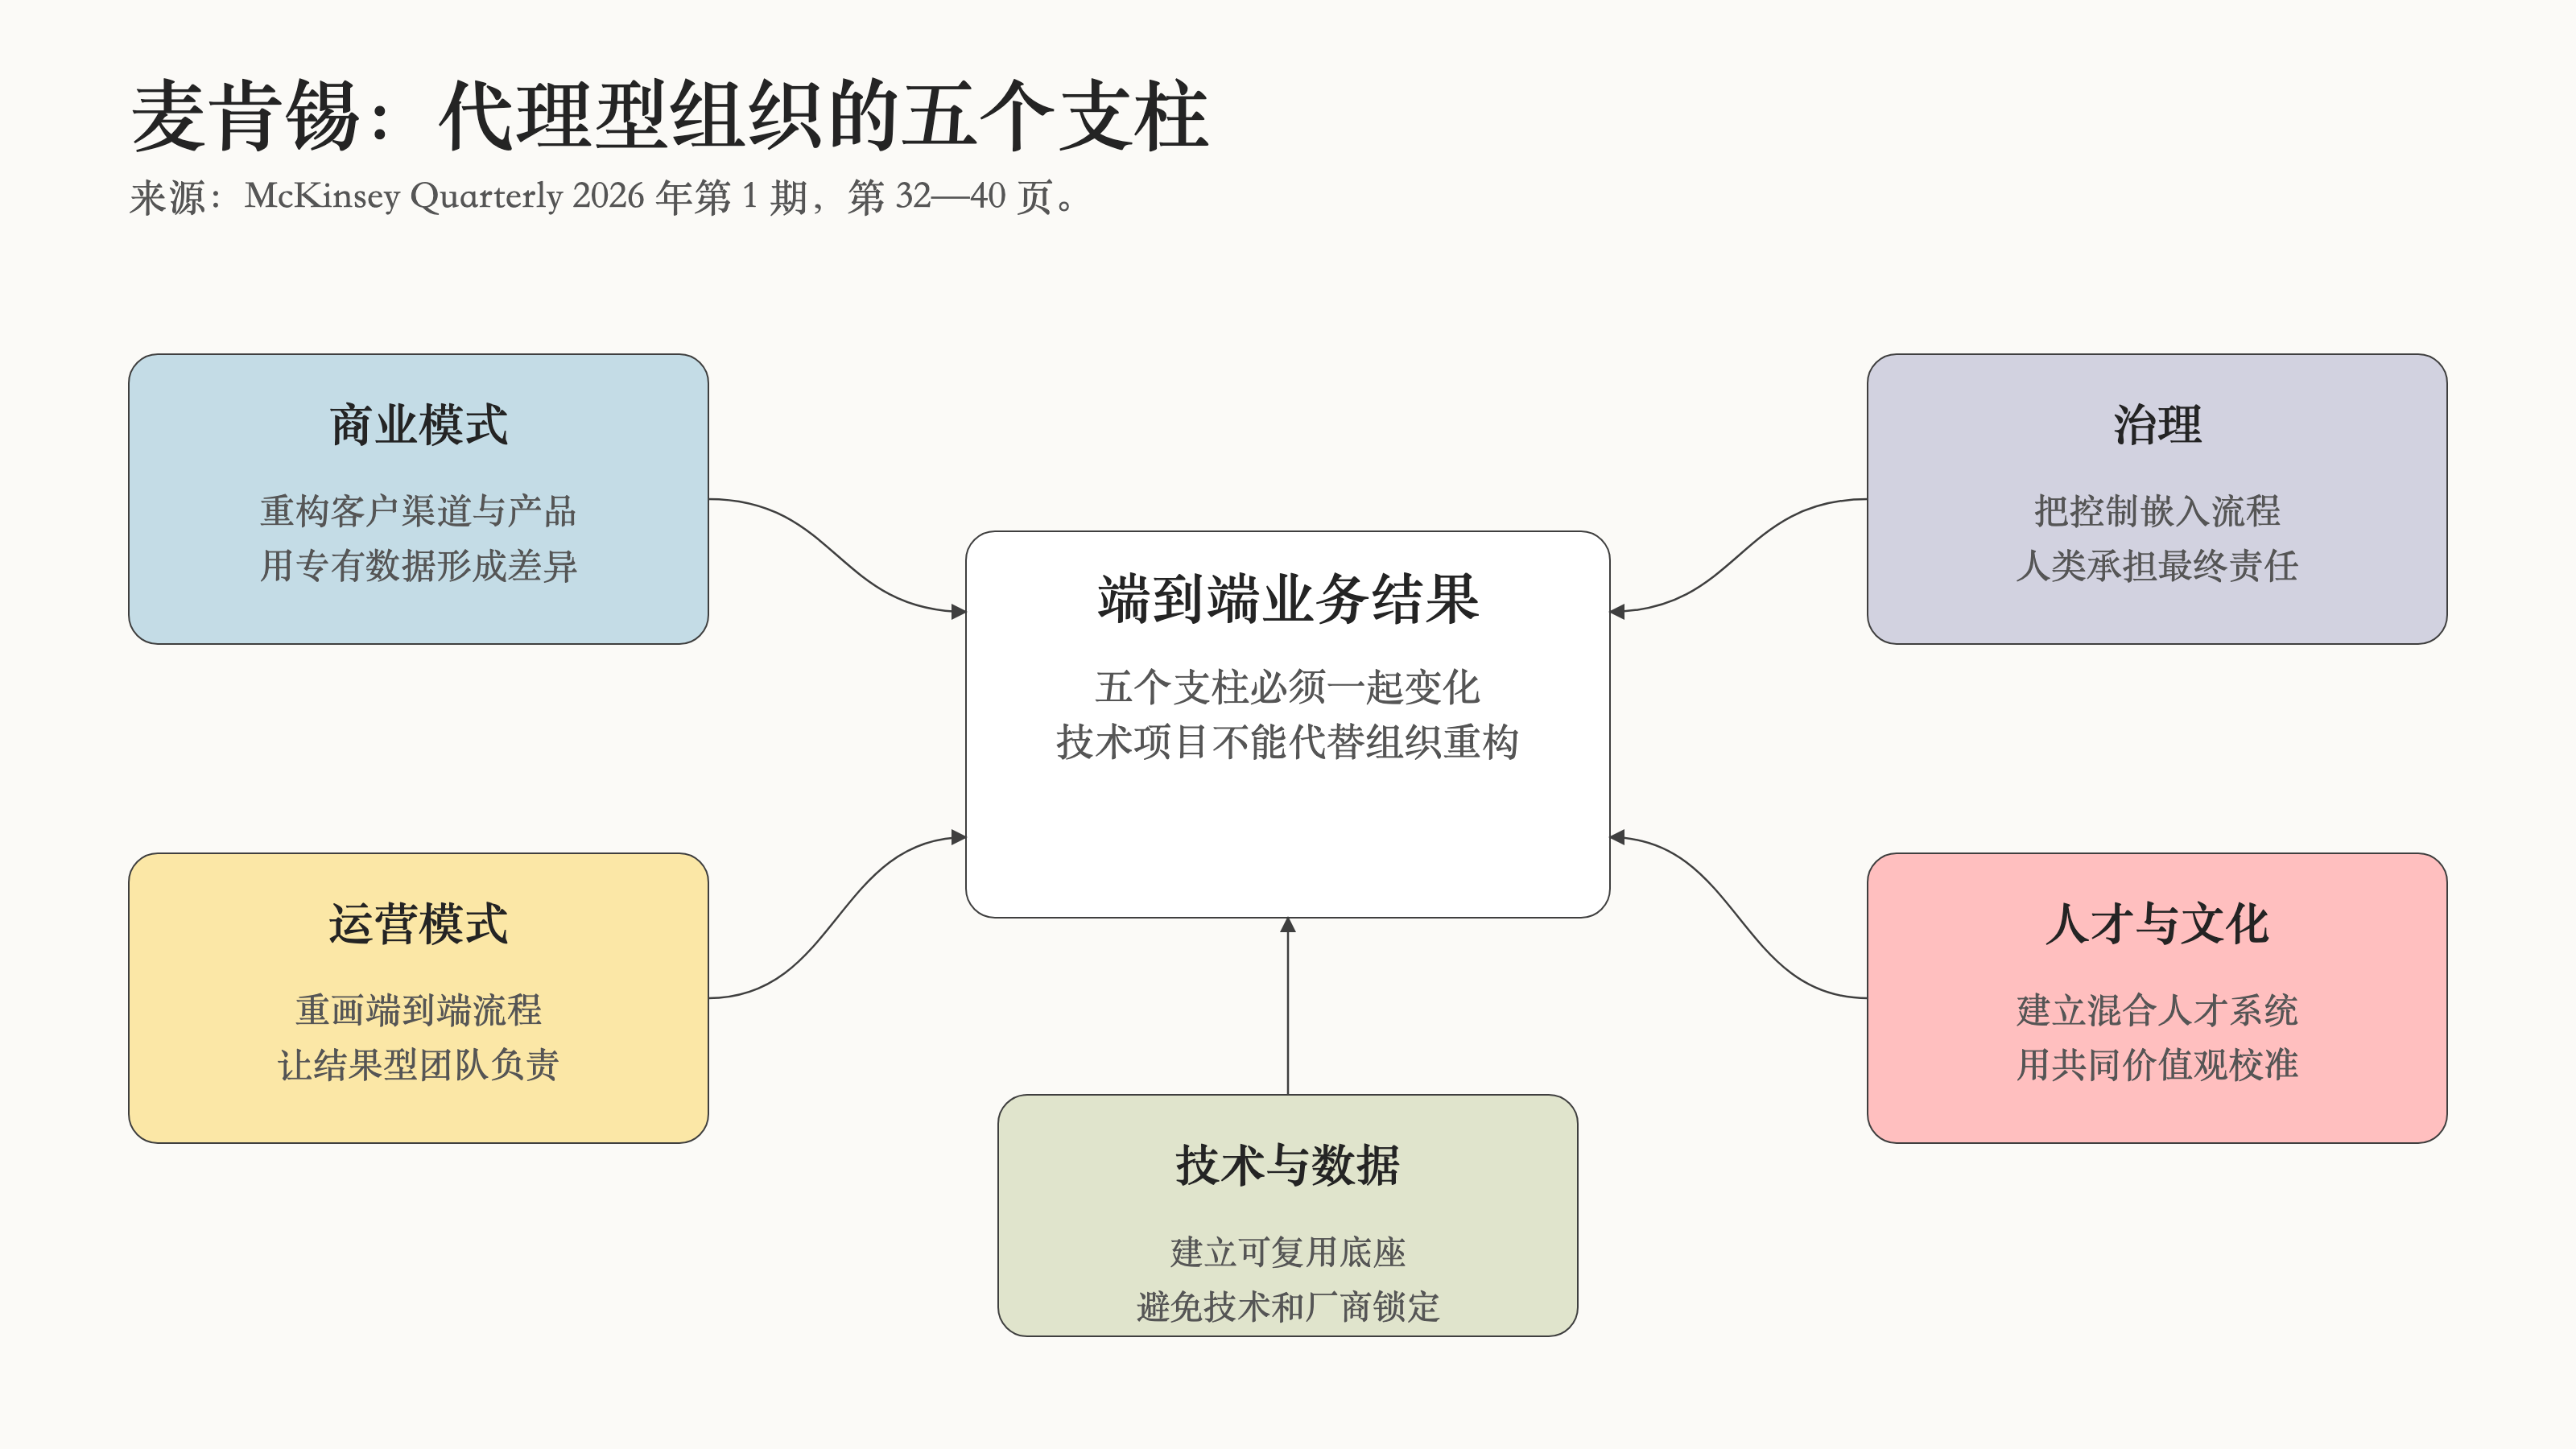 麦肯锡：代理型组织的五个支柱
来源：McKinsey Quarterly 2026 年第 1 期，第 32—40 页。
商业模式
重构客户渠道与产品
用专有数据形成差异
治理
把控制嵌入流程
人类承担最终责任
端到端业务结果
五个支柱必须一起变化
技术项目不能代替组织重构
运营模式
重画端到端流程
让结果型团队负责
人才与文化
建立混合人才系统
用共同价值观校准
技术与数据
建立可复用底座
避免技术和厂商锁定